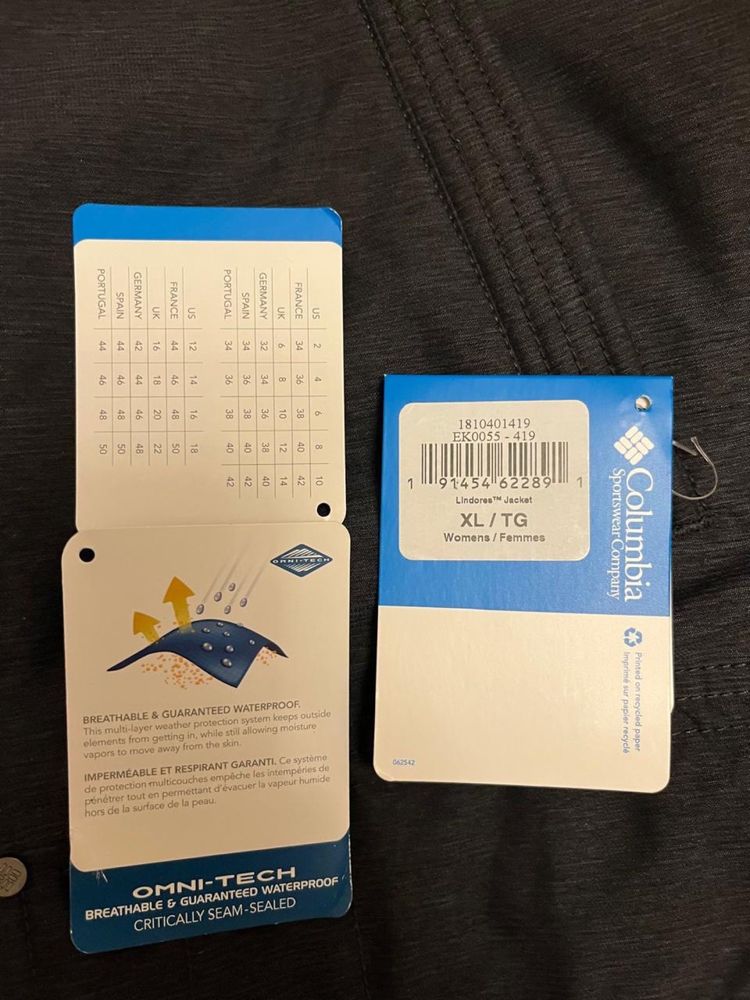 US 2 4 6 8 10
FRANCE 34 36 38 40 42
UK 6 8 10 12 14
GERMANY 32 34 36 38 40
SPAIN 34 36 38 40 42
PORTUGAL 34 36 38 40 42
US 12 14 16 18
FRANCE 44 46 48 50
UK 16 18 20 22
GERMANY 42 44 46 48
SPAIN 44 46 48 50
PORTUGAL 44 46 48 50
OMNI-TECH
BREATHABLE & GUARANTEED WATERPROOF.
This multi-layer weather protection system keeps outside
elements from getting in, while still allowing moisture
vapors to move away from the skin.
IMPERMÉABLE ET RESPIRANT GARANTI. Ce système
de protection multicouches empêche les intempéries de
pénétrer tout en permettant d'évacuer la vapeur humide
hors de la surface de la peau.
OMNI-TECH
BREATHABLE & GUARANTEED WATERPROOF
CRITICALLY SEAM-SEALED
1810401419
EK0055 - 419
1 91454 62289 1
Lindores™ Jacket
XL / TG
Womens / Femmes
Columbia
Sportswear Company
Printed on recycled paper
Imprimé sur papier recyclé
062542